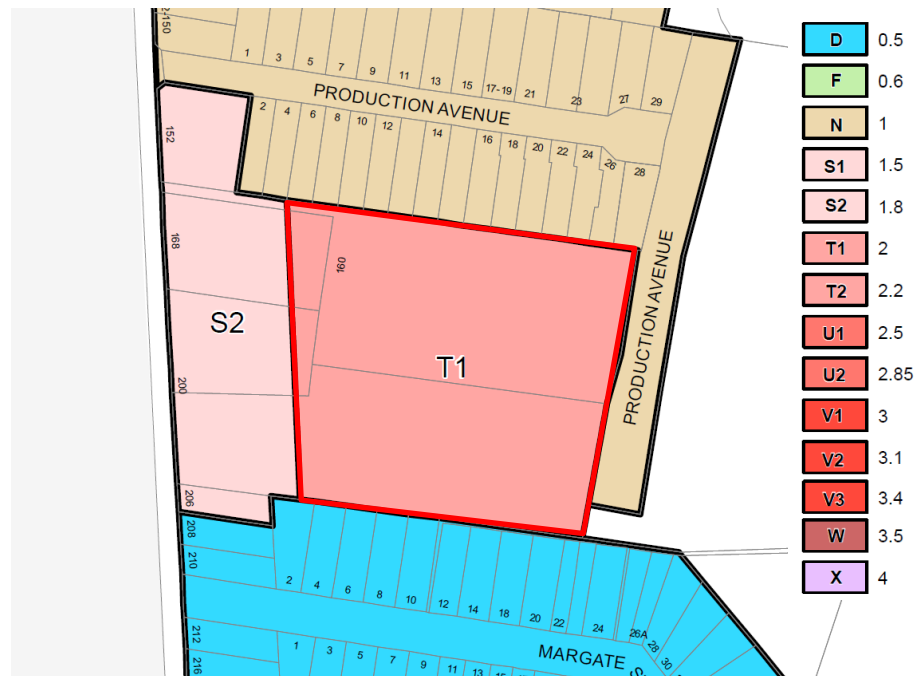 2-150
1
3
5
7
9
11
13
15
17-19
21
23
27
29
PRODUCTION AVENUE
152
2
4
6
8
10
12
14
16
18
20
22
24
26
28
168
160
S2
T1
PRODUCTION AVENUE
200
206
208
210
2
4
6
8
10
12
14
18
20
22
24
26A
28
30
212
216
1
3
5
7
9
11
13
MARGATE
D 0.5
F 0.6
N 1
S1 1.5
S2 1.8
T1 2
T2 2.2
U1 2.5
U2 2.85
V1 3
V2 3.1
V3 3.4
W 3.5
X 4